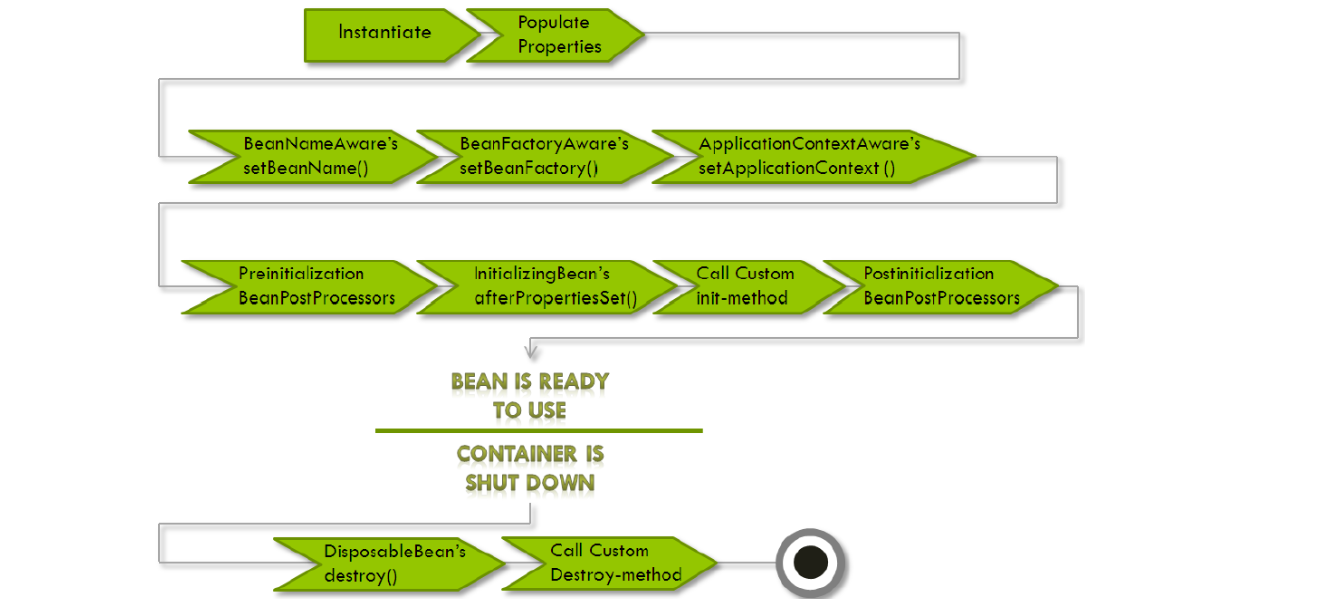 Instantiate
Populate
Properties
BeanNameAware's
setBeanName()
BeanFactoryAware's
setBeanFactory()
ApplicationContextAware's
setApplicationContext ()
Preinitialization
BeanPostProcessors
InitializingBean's
afterPropertiesSet()
Call Custom
init-method
Postinitialization
BeanPostProcessors
BEAN IS READY
TO USE
CONTAINER IS
SHUT DOWN
DisposableBean's
destroy()
Call Custom
Destroy-method